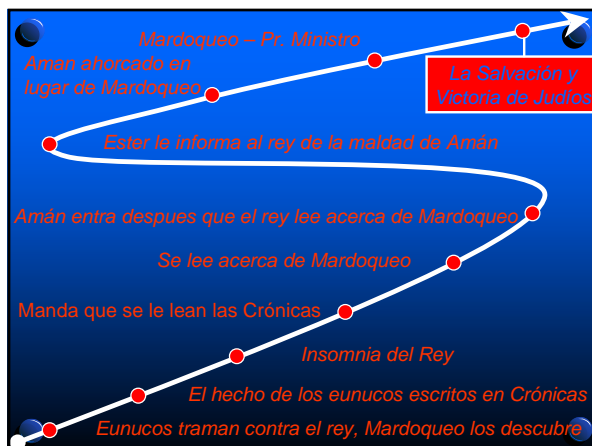 Mardoqueo – Pr. Ministro
Aman ahorcado en
lugar de Mardoqueo
La Salvación y
Victoria de Judíos
Ester le informa al rey de la maldad de Amán
Amán entra despues que el rey lee acerca de Mardoqueo
Se lee acerca de Mardoqueo
Manda que se le lean las Crónicas
Insomnia del Rey
El hecho de los eunucos escritos en Crónicas
Eunucos traman contra el rey, Mardoqueo los descubre